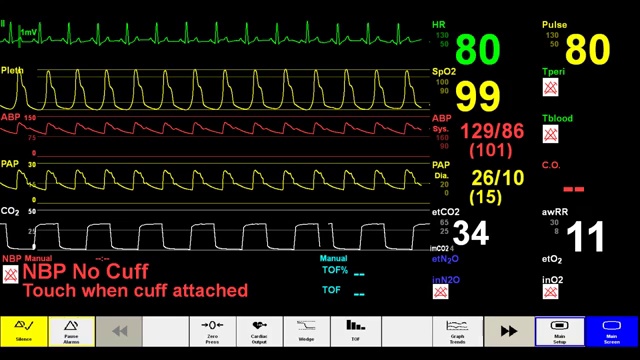 II
1mV
HR
130
50
80
Pulse
130
50
80
Pleth
SpO2
100
90
99
Tperi
ABP 150
75
0
ABP
Sys.
160
90
129/86
(101)
Tblood
PAP 30
15
0
PAP
Dia.
20
0
26/10
(15)
C.O.
--
CO2 50
25
0
etCO2
65
25
imCO2 4
34
awRR
30
8
11
NBP Manual --:--
NBP No Cuff
Touch when cuff attached
Manual
TOF% --
TOF --
etN2O
inN2O
etO2
inO2
Silence
Pause Alarms
Zero Press
Cardiac Output
Wedge
TOF
Graph Trends
Main Setup
Main Screen